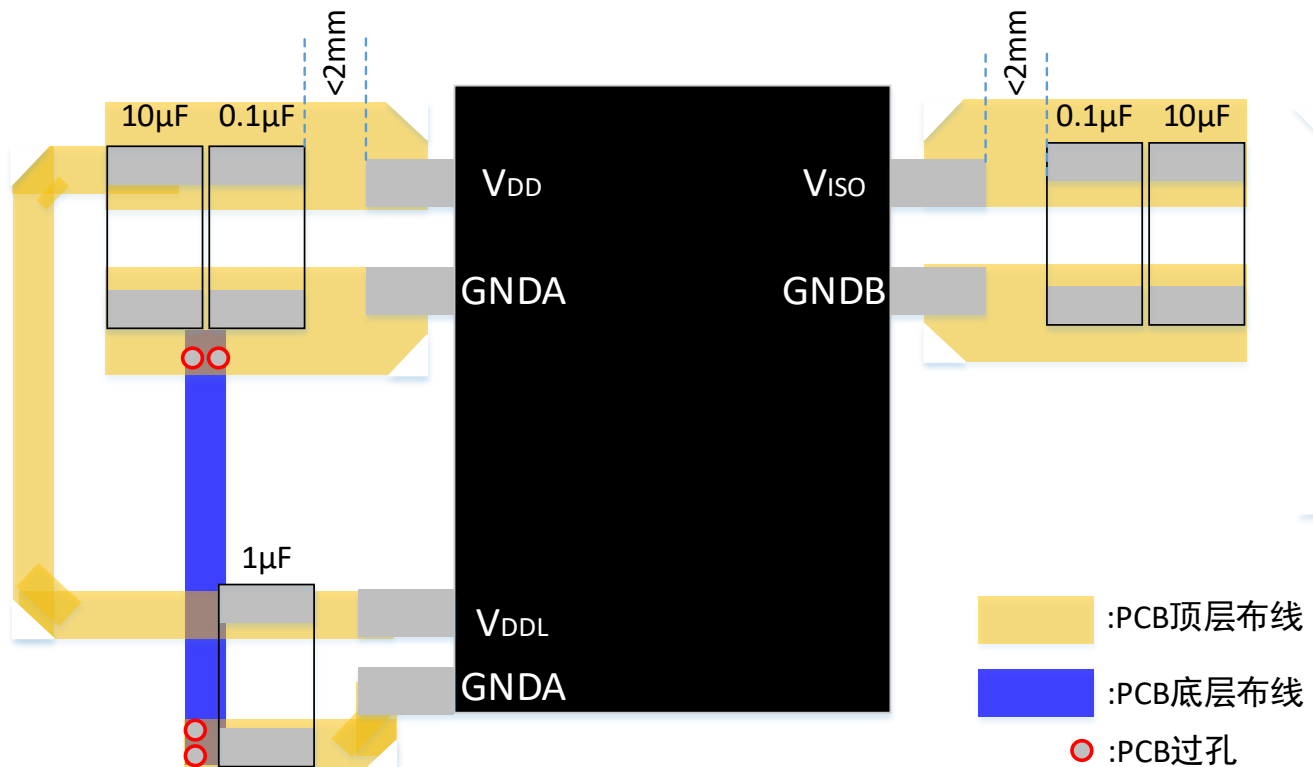 <2mm
<2mm
10μF 0.1μF
0.1μF 10μF
VDD
VISO
GNDA
GNDB
1μF
VDDL
GNDA
:PCB顶层布线
:PCB底层布线
:PCB过孔